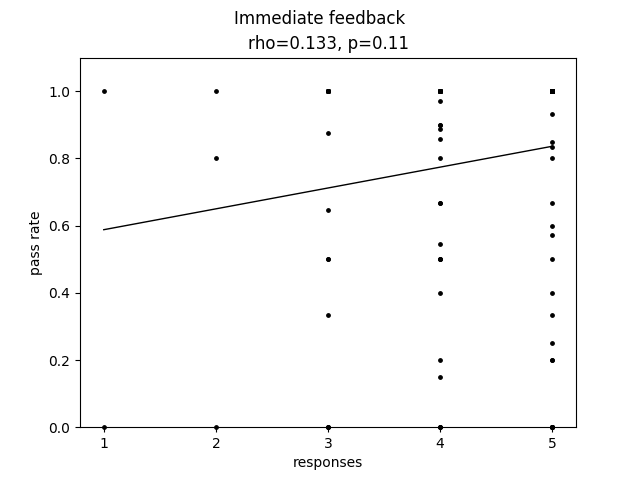 Immediate feedback
rho=0.133, p=0.11
1.0
0.8
0.6
0.4
0.2
0.0
pass rate
1 2 3 4 5
responses